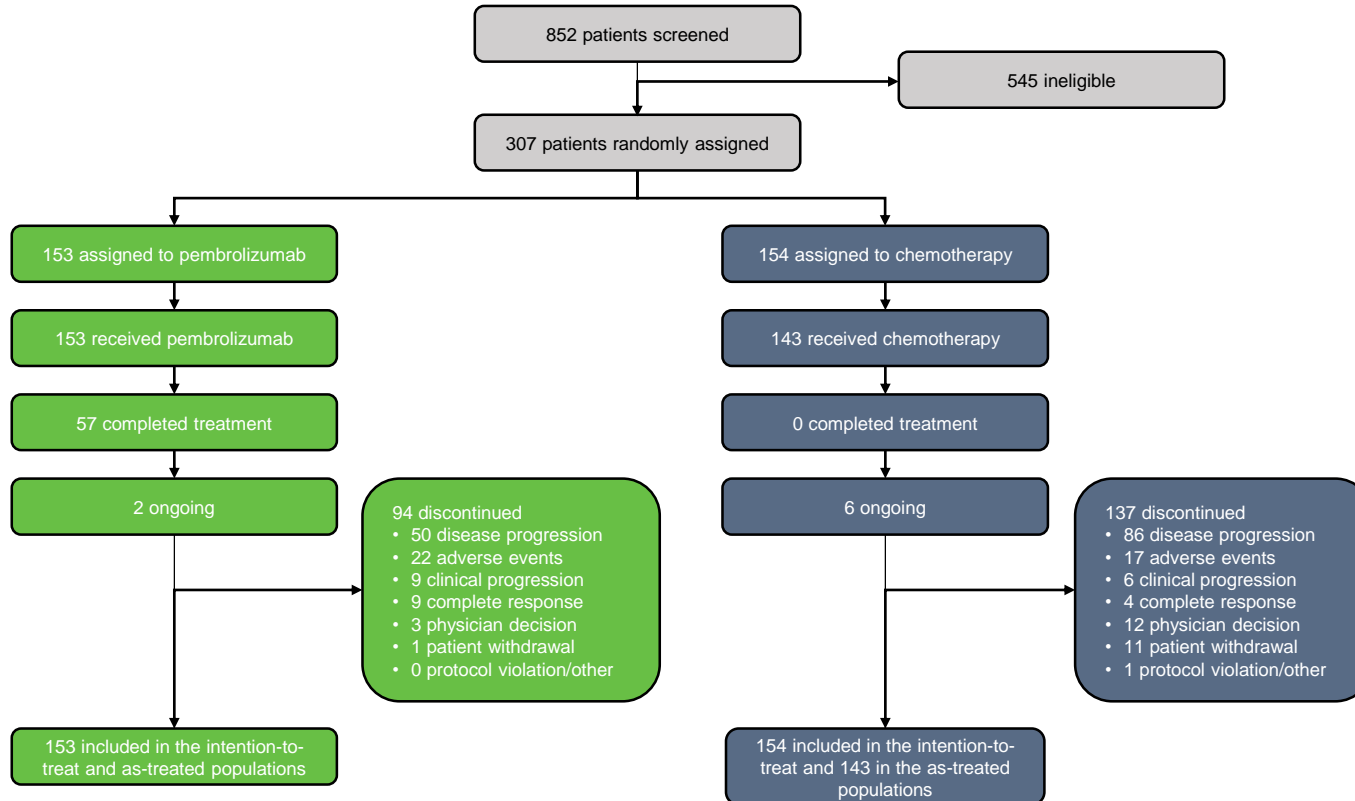 852 patients screened
545 ineligible
307 patients randomly assigned
153 assigned to pembrolizumab
154 assigned to chemotherapy
153 received pembrolizumab
143 received chemotherapy
57 completed treatment
0 completed treatment
2 ongoing
94 discontinued
• 50 disease progression
• 22 adverse events
• 9 clinical progression
• 9 complete response
• 3 physician decision
• 1 patient withdrawal
• 0 protocol violation/other
6 ongoing
137 discontinued
• 86 disease progression
• 17 adverse events
• 6 clinical progression
• 4 complete response
• 12 physician decision
• 11 patient withdrawal
• 1 protocol violation/other
153 included in the intention-to-
treat and as-treated populations
154 included in the intention-to-
treat and 143 in the as-treated
populations